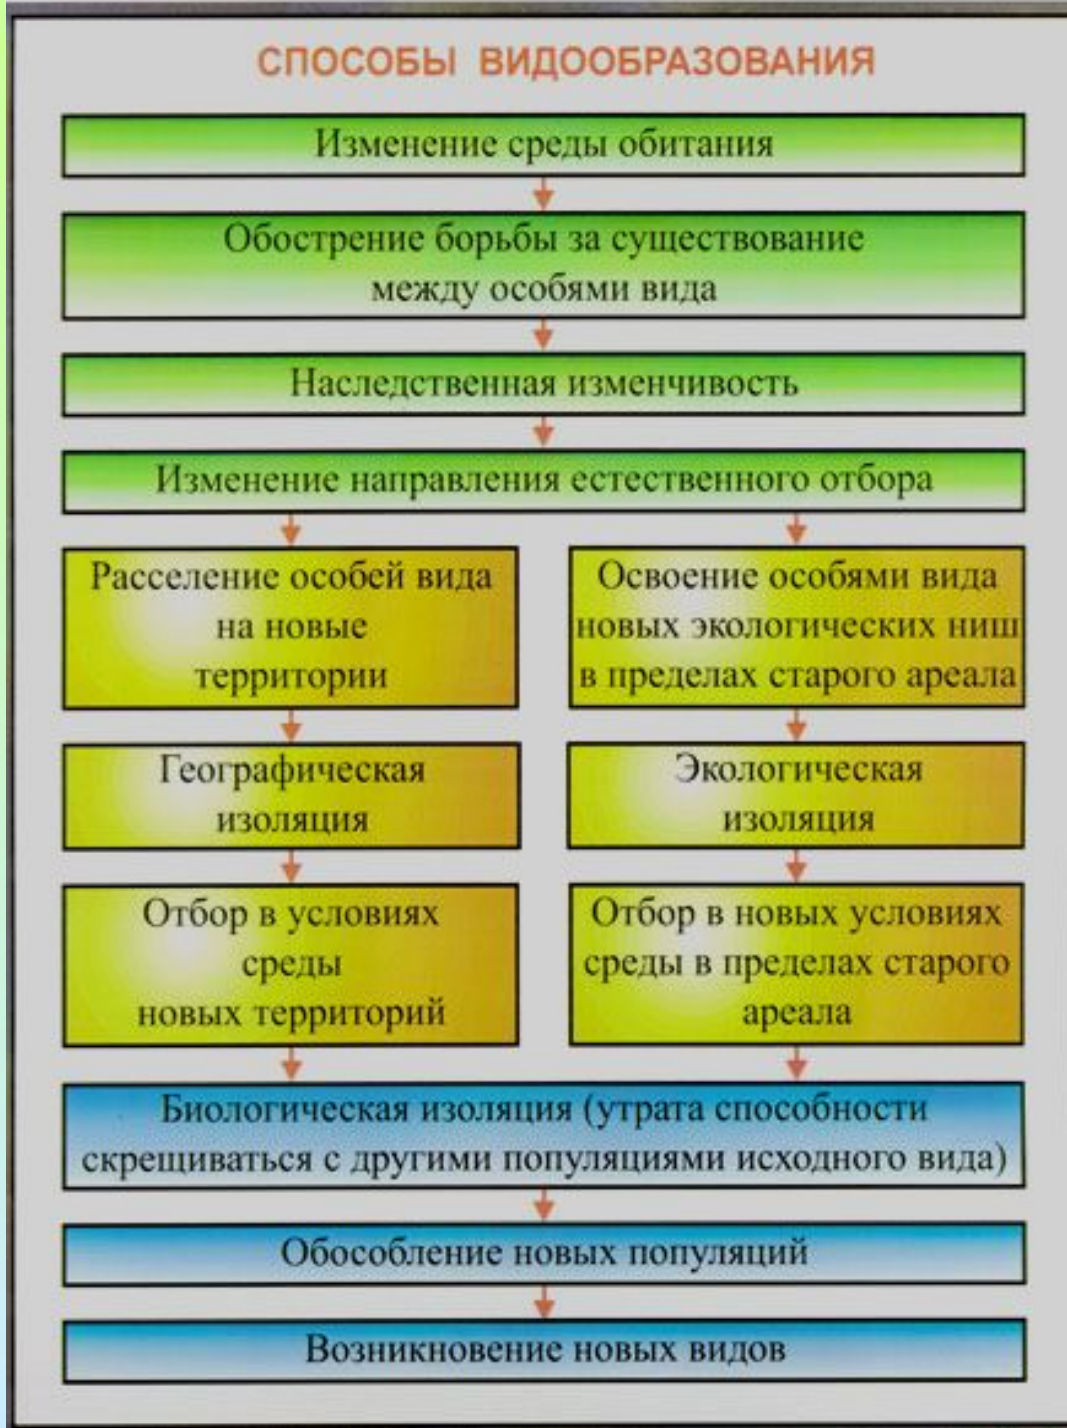 СПОСОБЫ ВИДООБРАЗОВАНИЯ
Изменение среды обитания
Обострение борьбы за существование
между особями вида
Наследственная изменчивость
Изменение направления естественного отбора
Расселение особей вида
на новые
территории
Географическая
изоляция
Отбор в условиях
среды
новых территорий
Освоение особями вида
новых экологических ниш
в пределах старого ареала
Экологическая
изоляция
Отбор в новых условиях
среды в пределах старого
ареала
Биологическая изоляция (утрата способности
скрещиваться с другими популяциями исходного вида)
Обособление новых популяций
Возникновение новых видов